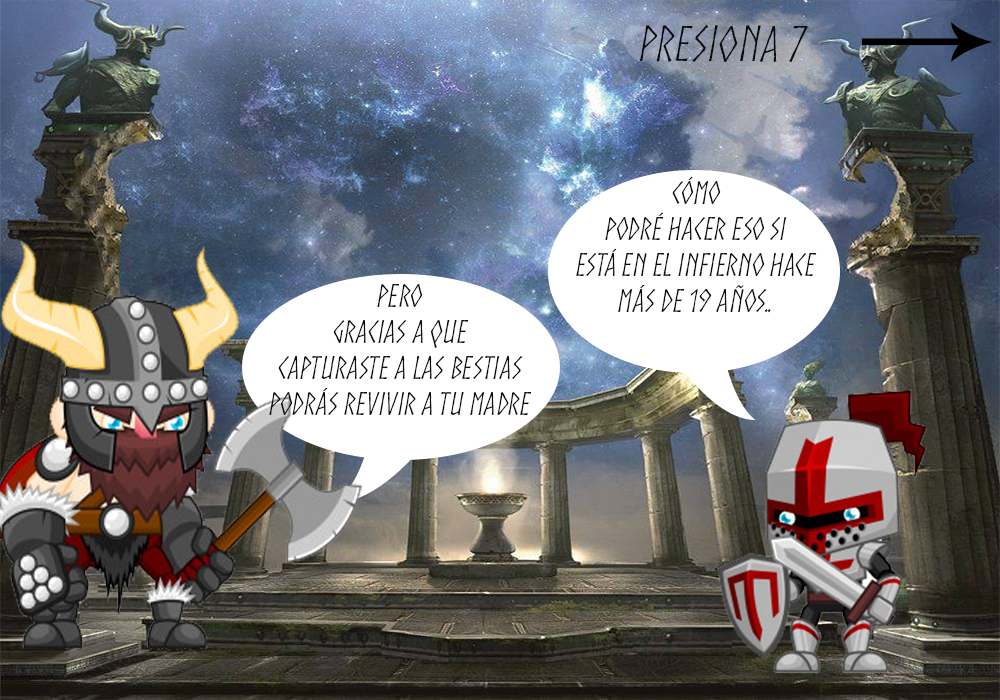 PRESIONA 7
PERO
GRACIAS A QUE
CAPTURASTE A LAS BESTIAS
PODRÁS REVIVIR A TU MADRE
CÓMO
PODRÉ HACER ESO SI
ESTÁ EN EL INFIERNO HACE
MÁS DE 19 AÑOS..